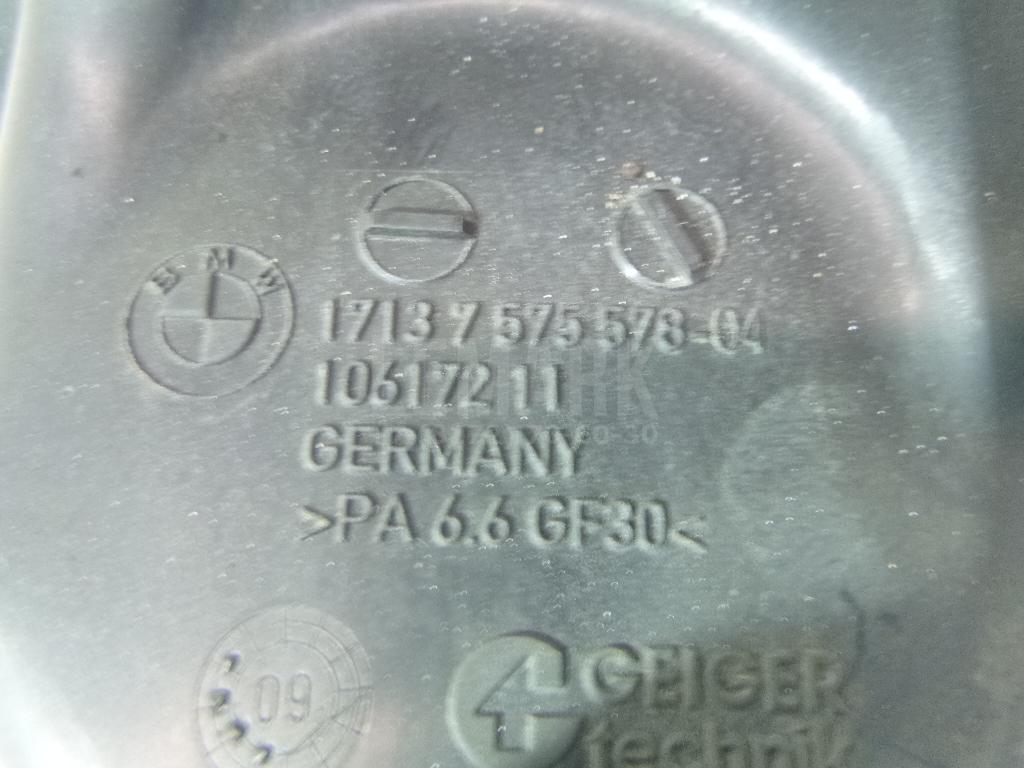 BMW
1713 7 575 578-04
10617211
GERMANY
>PA 6.6 GF30<
09
GEIGER
technik